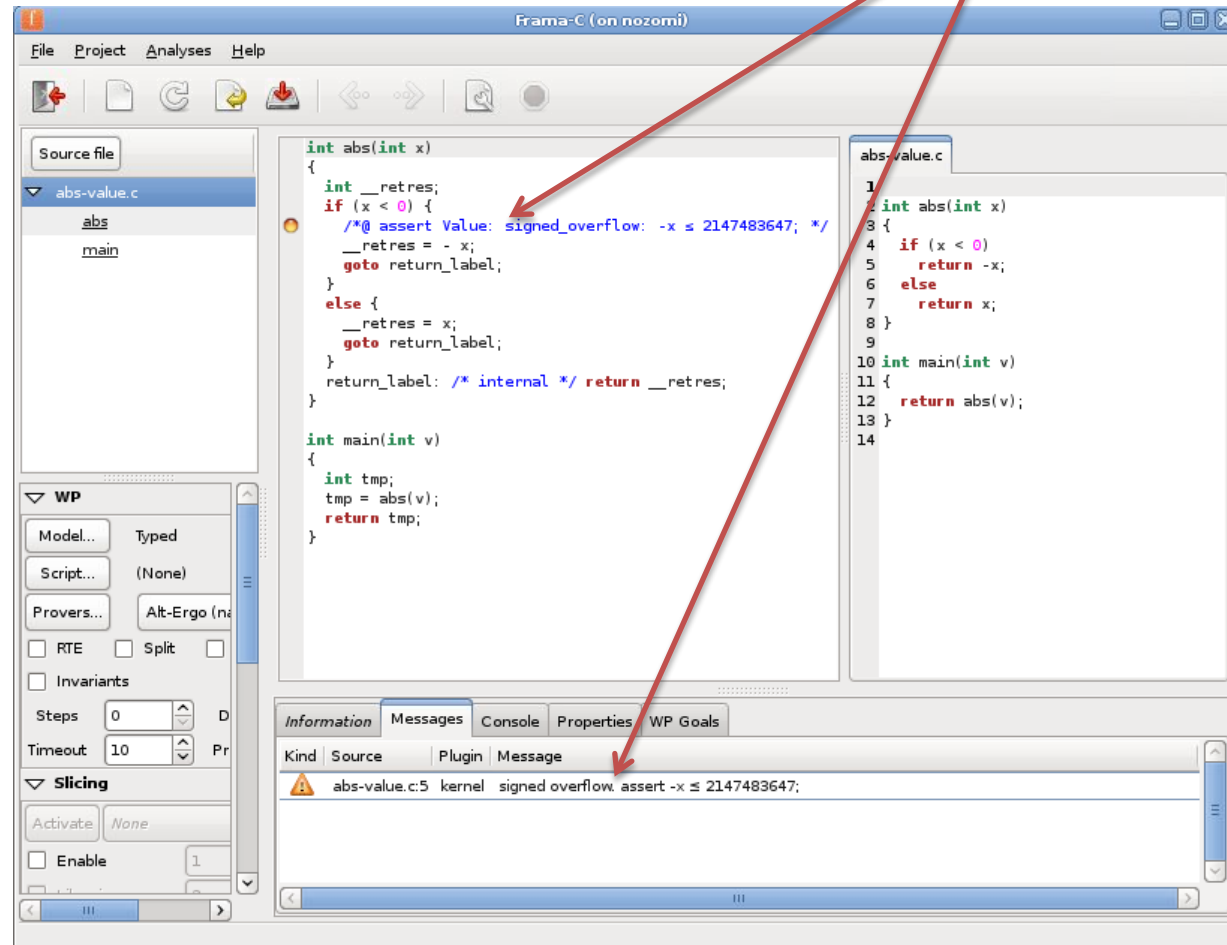 Frama-C (on nozomi)
File Project Analyses Help
Source file
abs-value.c
abs
main
int abs(int x)
{
int __retres;
if (x < 0) {
/*@ assert Value: signed_overflow: -x ≤ 2147483647; */
__retres = - x;
goto return_label;
}
else {
__retres = x;
goto return_label;
}
return_label: /* internal */ return __retres;
}
int main(int v)
{
int tmp;
tmp = abs(v);
return tmp;
}
abs-value.c
1
2 int abs(int x)
3 {
4 if (x < 0)
5 return -x;
6 else
7 return x;
8 }
9
10 int main(int v)
11 {
12 return abs(v);
13 }
14
WP
Model... Typed
Script... (None)
Provers... Alt-Ergo (na
RTE Split
Invariants
Steps 0 D
Timeout 10 Pr
Slicing
Activate None
Enable 1
Information Messages Console Properties WP Goals
Kind Source Plugin Message
abs-value.c:5 kernel signed overflow. assert -x ≤ 2147483647;